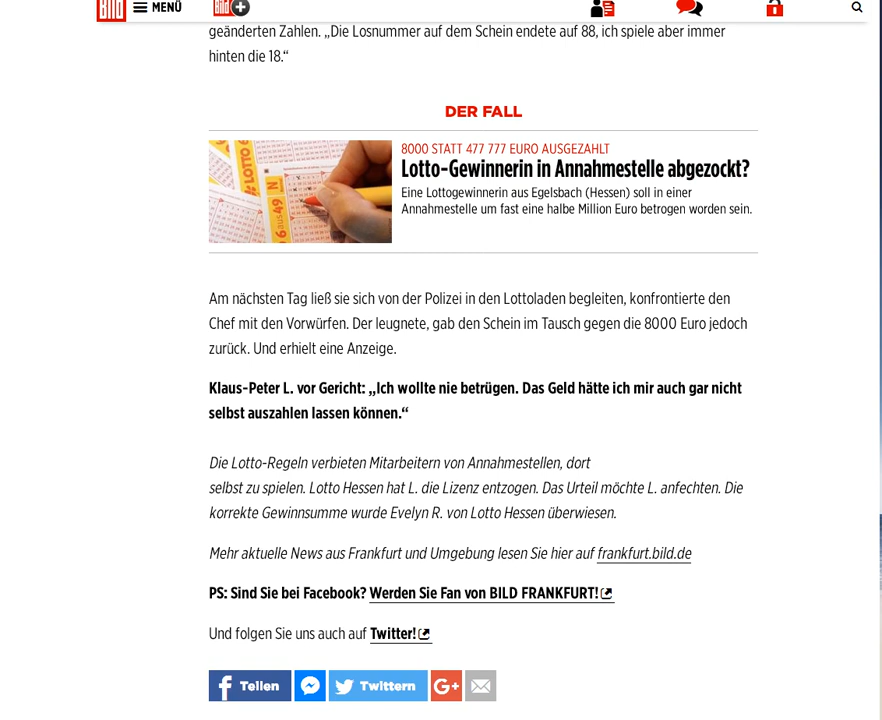 Bild MENÜ Bild
geänderten Zahlen. „Die Losnummer auf dem Schein endete auf 88, ich spiele aber immer
hinten die 18.“
DER FALL
LOTTO 6
N
6 aus 49
8000 STATT 477 777 EURO AUSGEZAHLT
Lotto-Gewinnerin in Annahmestelle abgezockt?
Eine Lottogewinnerin aus Egelsbach (Hessen) soll in einer
Annahmestelle um fast eine halbe Million Euro betrogen worden sein.
Am nächsten Tag ließ sie sich von der Polizei in den Lottoladen begleiten, konfrontierte den
Chef mit den Vorwürfen. Der leugnete, gab den Schein im Tausch gegen die 8000 Euro jedoch
zurück. Und erhielt eine Anzeige.
Klaus-Peter L. vor Gericht: „Ich wollte nie betrügen. Das Geld hätte ich mir auch gar nicht
selbst auszahlen lassen können.“
Die Lotto-Regeln verbieten Mitarbeitern von Annahmestellen, dort
selbst zu spielen. Lotto Hessen hat L. die Lizenz entzogen. Das Urteil möchte L. anfechten. Die
korrekte Gewinnsumme wurde Evelyn R. von Lotto Hessen überwiesen.
Mehr aktuelle News aus Frankfurt und Umgebung lesen Sie hier auf frankfurt.bild.de
PS: Sind Sie bei Facebook? Werden Sie Fan von BILD FRANKFURT!
Und folgen Sie uns auch auf Twitter!
f Teilen Twittern G+